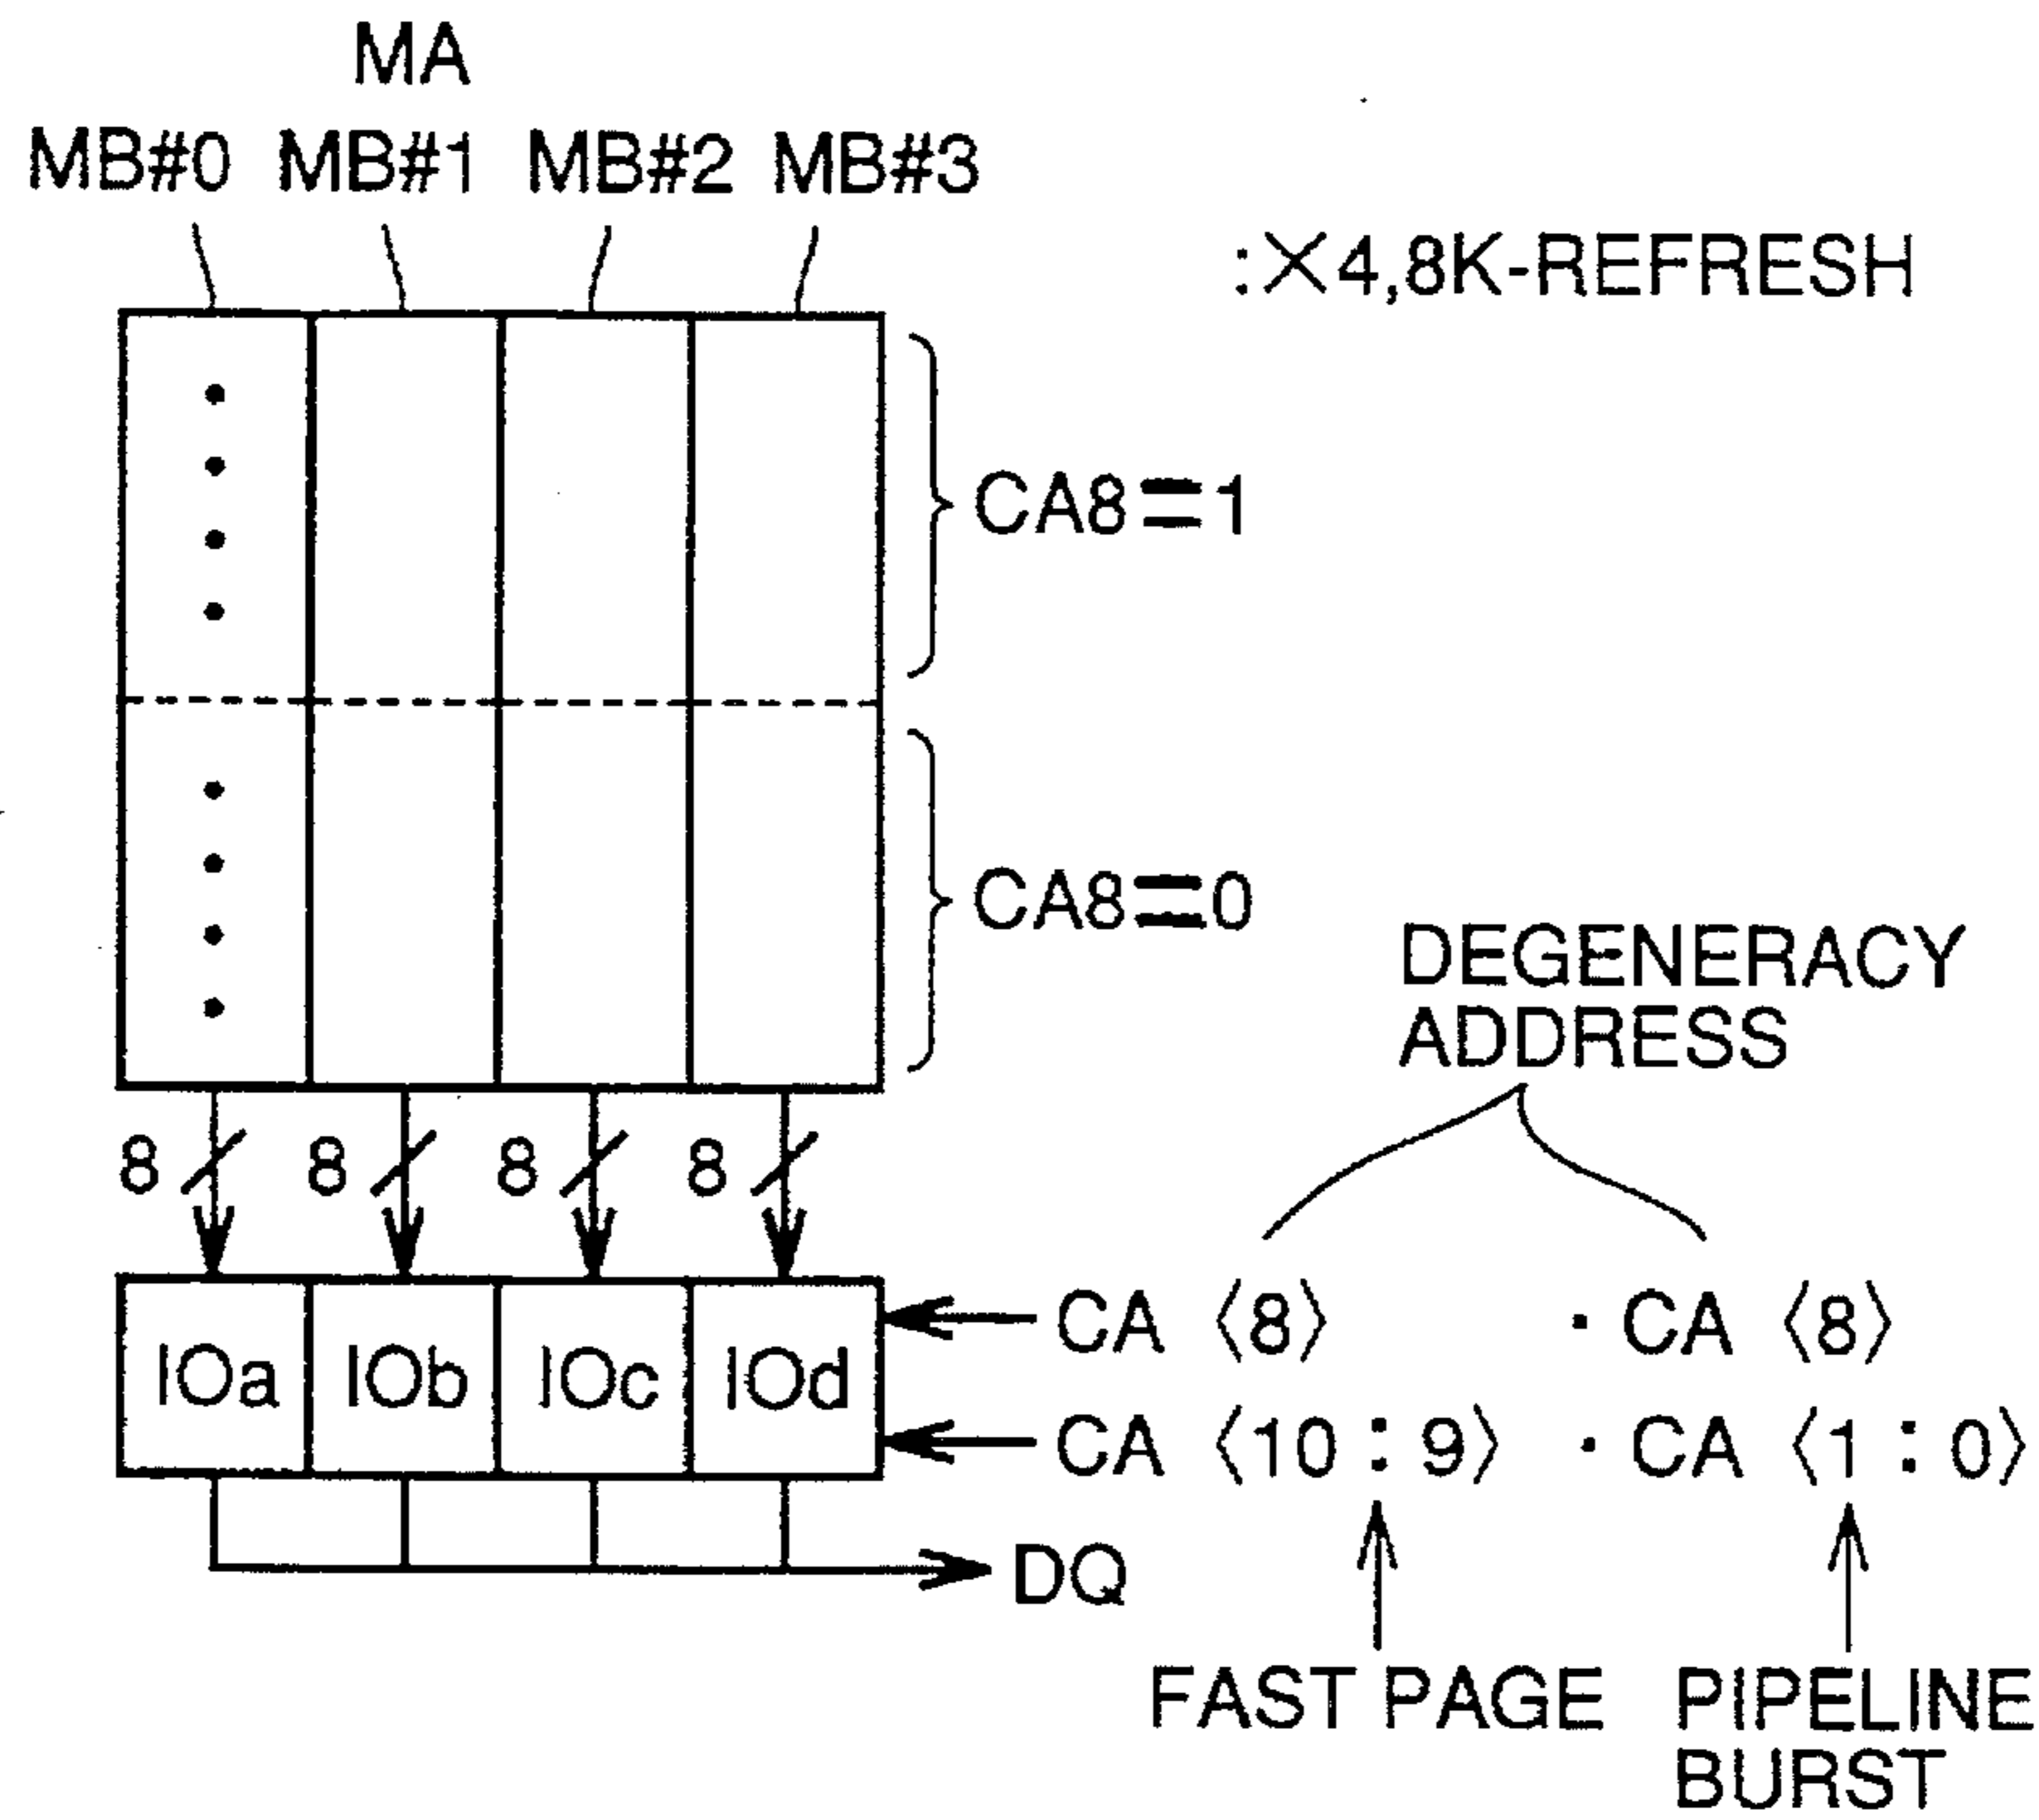 MA
MB#0 MB#1 MB#2 MB#3
:×4,8K-REFRESH
CA8=1
CA8=0
DEGENERACY
ADDRESS
8 8 8 8
CA ⟨8⟩ ・CA ⟨8⟩
IOa IOb IOc IOd
CA ⟨10:9⟩ ・CA ⟨1:0⟩
DQ
FAST PAGE PIPELINE
BURST